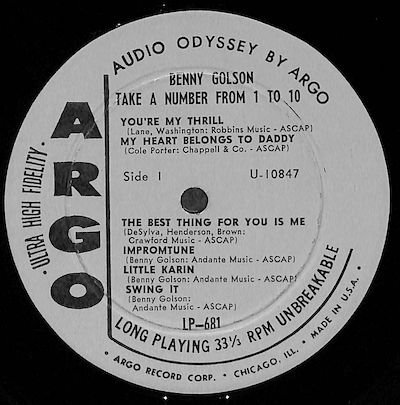 AUDIO ODYSSEY BY ARGO
BENNY GOLSON
TAKE A NUMBER FROM 1 TO 10
YOU'RE MY THRILL
(Lane, Washington: Robbins Music - ASCAP)
MY HEART BELONGS TO DADDY
(Cole Porter: Chappell & Co. - ASCAP)
Side 1 U-10847
THE BEST THING FOR YOU IS ME
(DeSylva, Henderson, Brown:
Crawford Music - ASCAP)
IMPROMTUNE
(Benny Golson: Andante Music - ASCAP)
LITTLE KARIN
(Benny Golson: Andante Music - ASCAP)
SWING IT
(Benny Golson:
Andante Music - ASCAP)
LP-681
LONG PLAYING 33⅓ RPM UNBREAKABLE
• ARGO RECORD CORP. • CHICAGO, ILL. • MADE IN U.S.A. •
• ULTRA HIGH FIDELITY •
ARGO